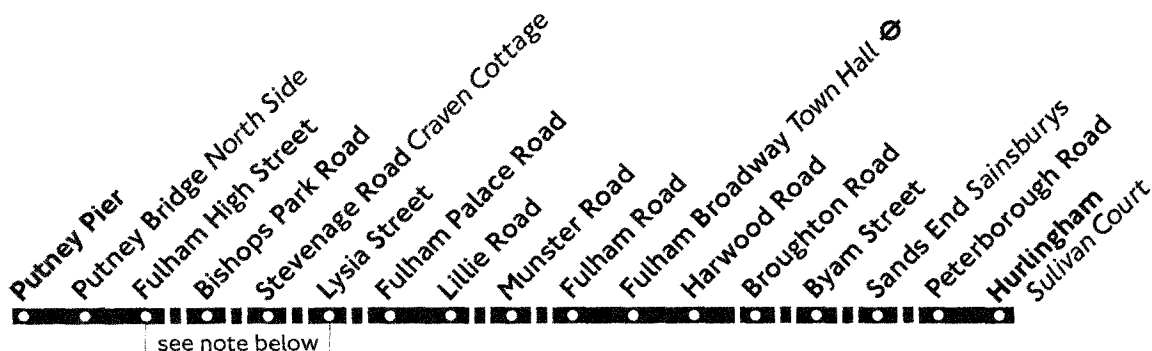 Putney Pier
Putney Bridge North Side
Fulham High Street
Bishops Park Road
Stevenage Road Craven Cottage
Lysia Street
Fulham Palace Road
Lillie Road
Munster Road
Fulham Road
Fulham Broadway Town Hall
Harwood Road
Broughton Road
Byam Street
Sands End Sainsburys
Peterborough Road
Hurlingham
Sullivan Court
see note below